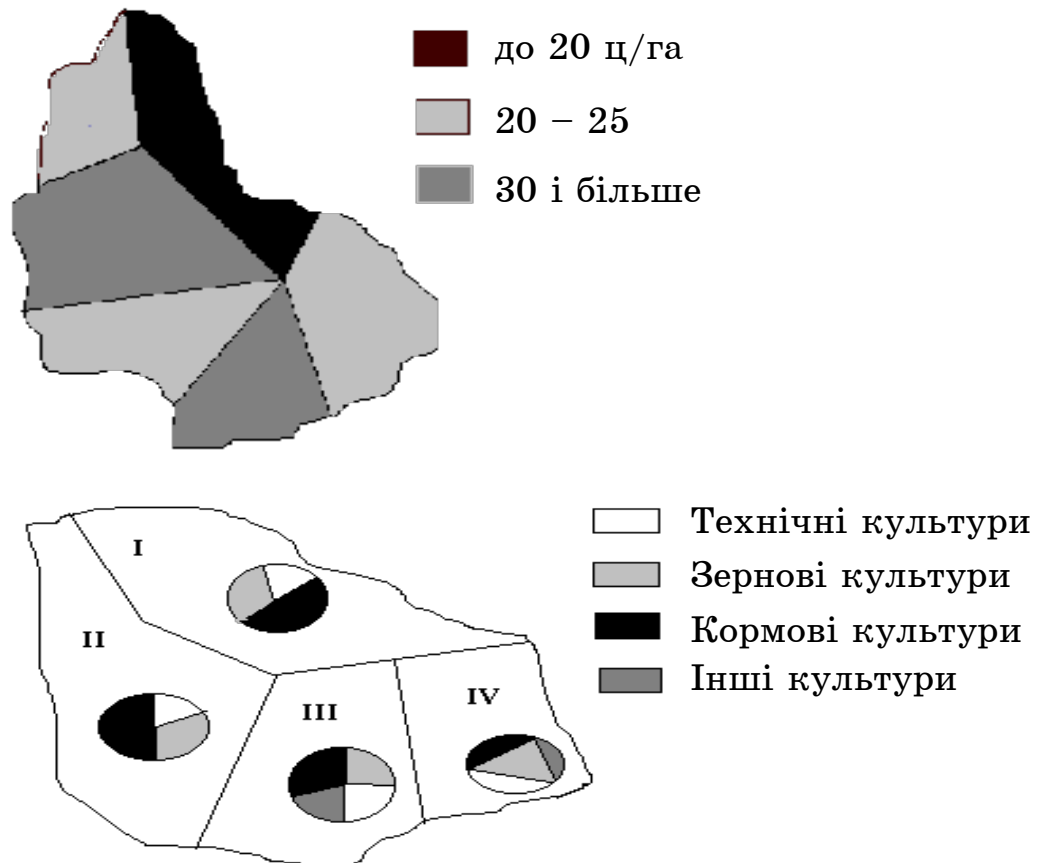 до 20 ц/га
20 – 25
30 і більше
Технічні культури
Зернові культури
Кормові культури
Інші культури
I
II
III
IV